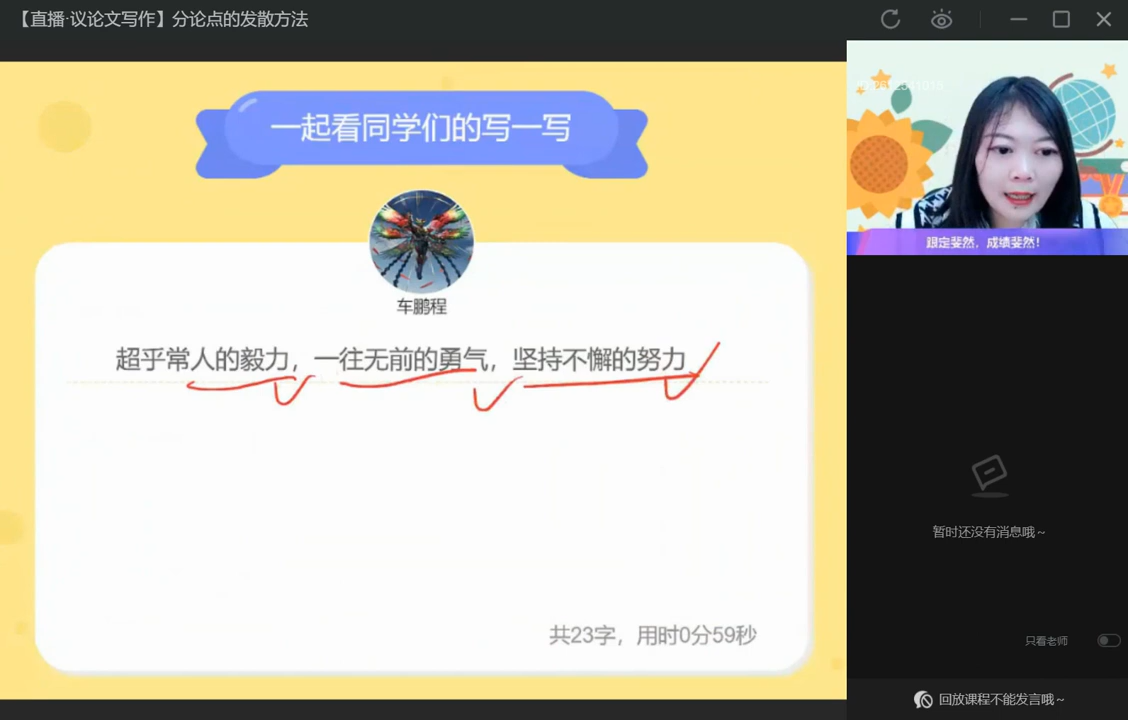 【直播·议论文写作】分论点的发散方法
一起看同学们的写一写
车鹏程
超乎常人的毅力，一往无前的勇气，坚持不懈的努力
共23字，用时0分59秒
跟定斐然，成绩斐然！
暂时还没有消息哦～
只看老师
回放课程不能发言哦～